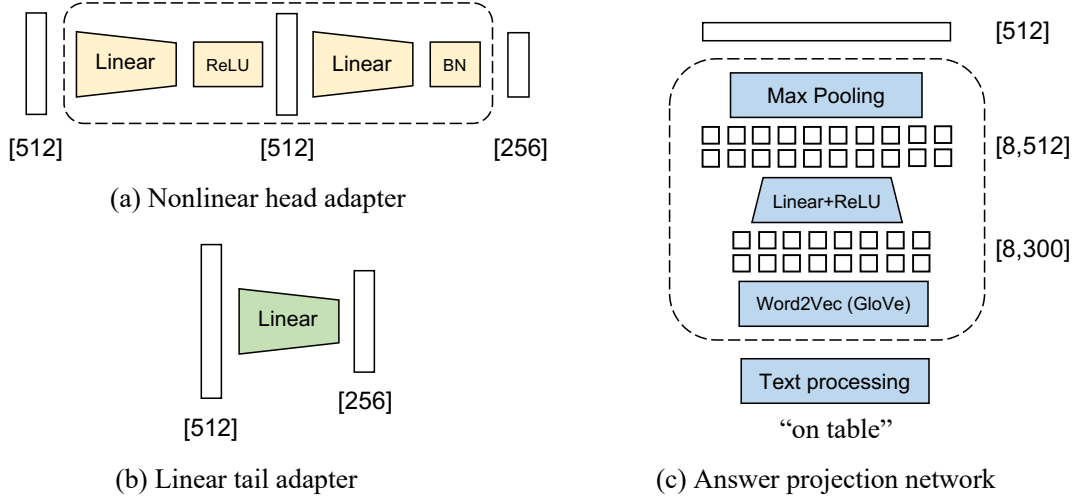 Linear
ReLU
Linear
BN
[512]
[512]
[256]
(a) Nonlinear head adapter
Linear
[512]
[256]
(b) Linear tail adapter
[512]
Max Pooling
[8,512]
Linear+ReLU
[8,300]
Word2Vec (GloVe)
Text processing
“on table”
(c) Answer projection network